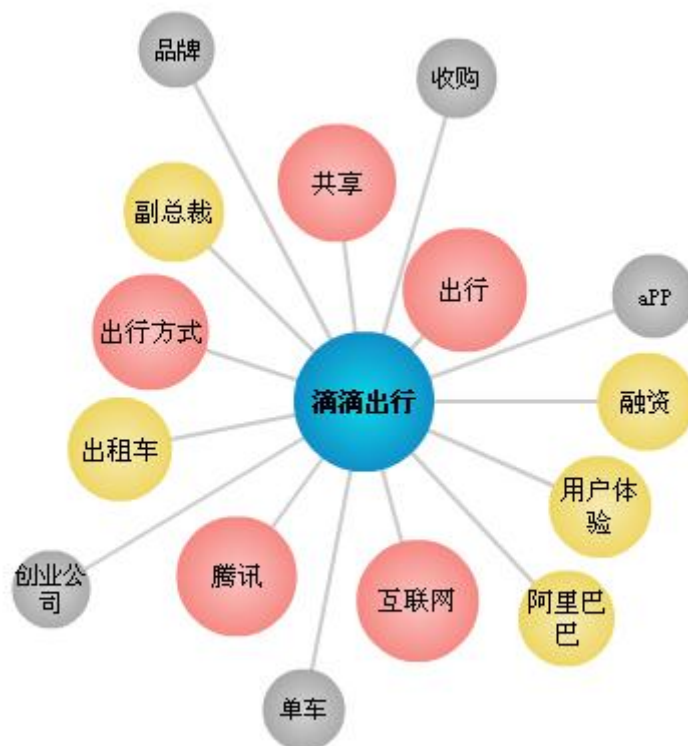 品牌
收购
共享
副总裁
出行
aPP
出行方式
滴滴出行
融资
出租车
用户体
验
创业公
司
腾讯
互联网
阿里巴
巴
单车